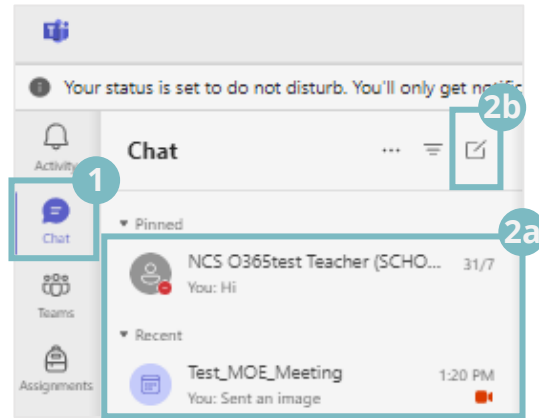 Your status is set to do not disturb. You'll only get notific
2b
Activity
Chat
...
1
Chat
Pinned
2a
NCS O365test Teacher (SCHO... 31/7
You: Hi
Teams
Recent
Assignments
Test_MOE_Meeting 1:20 PM
You: Sent an image